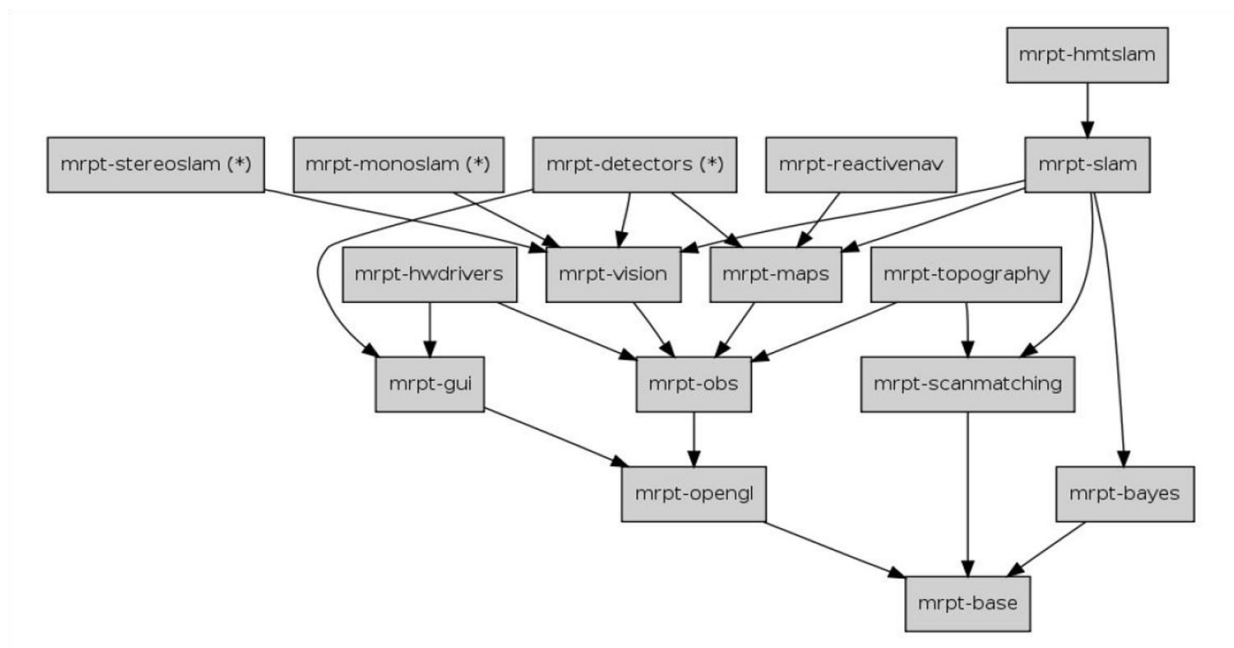 mrpt-hmtslam
mrpt-stereoslam (*)
mrpt-monoslam (*)
mrpt-detectors (*)
mrpt-reactivenav
mrpt-slam
mrpt-hwdrivers
mrpt-vision
mrpt-maps
mrpt-topography
mrpt-gui
mrpt-obs
mrpt-scanmatching
mrpt-opengl
mrpt-bayes
mrpt-base